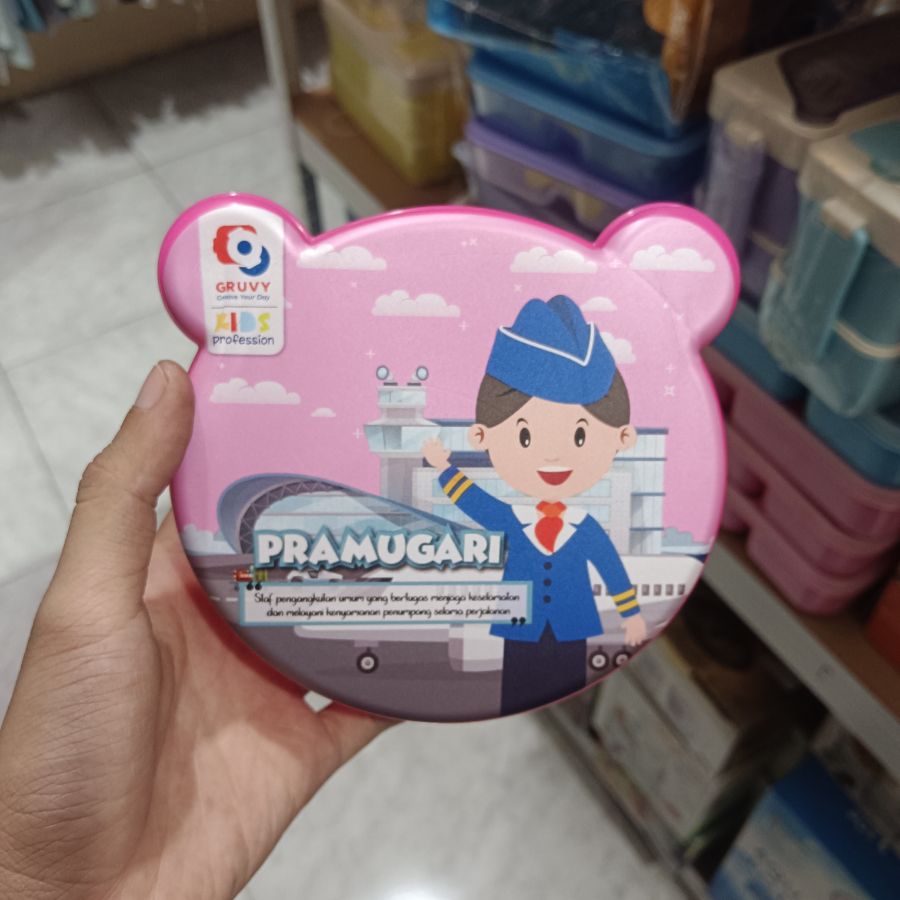 GRUVY
Creative Your Day
KIDS
profession
PRAMUGARI
Staf pengangkutan umum yang bertugas menjaga keselamatan
dan melayani kenyamanan penumpang selama perjalanan